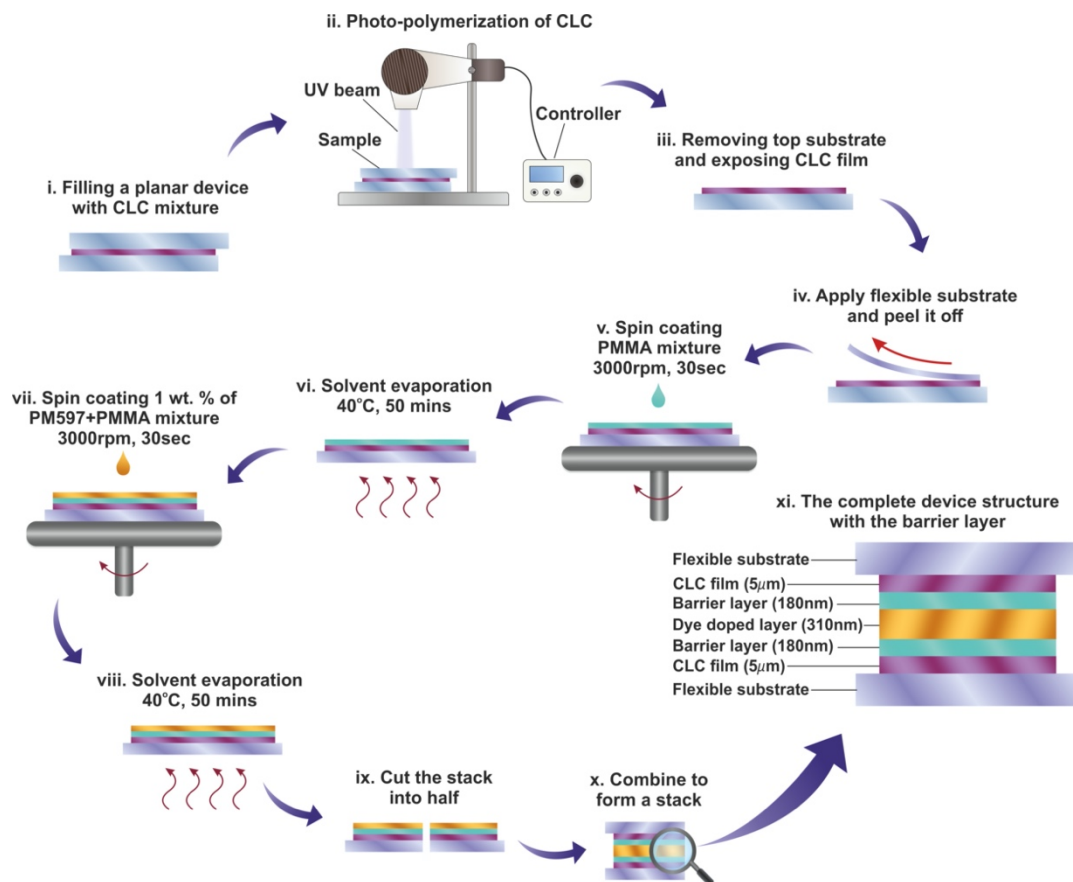 ii. Photo-polymerization of CLC
UV beam
Sample
Controller
i. Filling a planar device
with CLC mixture
iii. Removing top substrate
and exposing CLC film
iv. Apply flexible substrate
and peel it off
v. Spin coating
PMMA mixture
3000rpm, 30sec
vi. Solvent evaporation
40°C, 50 mins
vii. Spin coating 1 wt. % of
PM597+PMMA mixture
3000rpm, 30sec
viii. Solvent evaporation
40°C, 50 mins
ix. Cut the stack
into half
x. Combine to
form a stack
xi. The complete device structure
with the barrier layer
Flexible substrate
CLC film (5μm)
Barrier layer (180nm)
Dye doped layer (310nm)
Barrier layer (180nm)
CLC film (5μm)
Flexible substrate